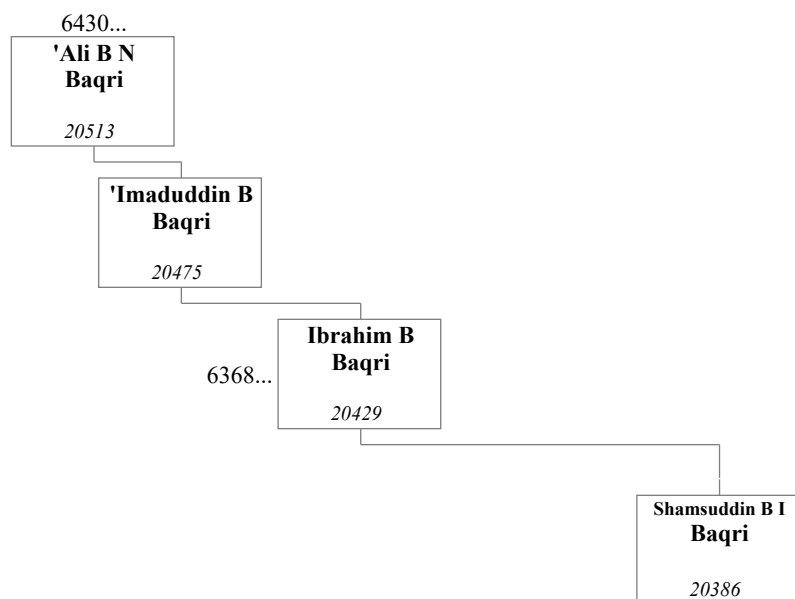 6430...
'Ali B N
Baqri
20513
'Imaduddin B
Baqri
20475
Ibrahim B
Baqri
6368...
20429
Shamsuddin B I
Baqri
20386